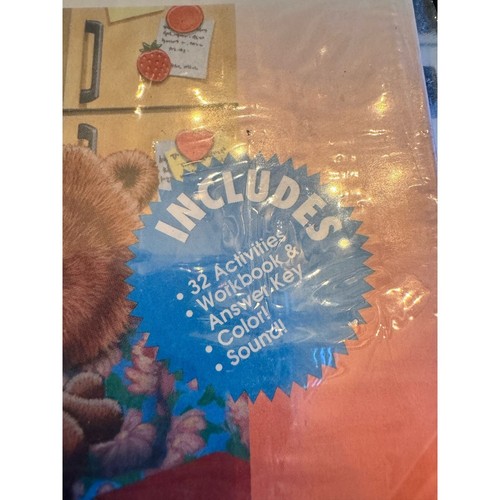 INCLUDES
• 32 Activities
• Workbook &
Answer Key
• Color!
• Sound!